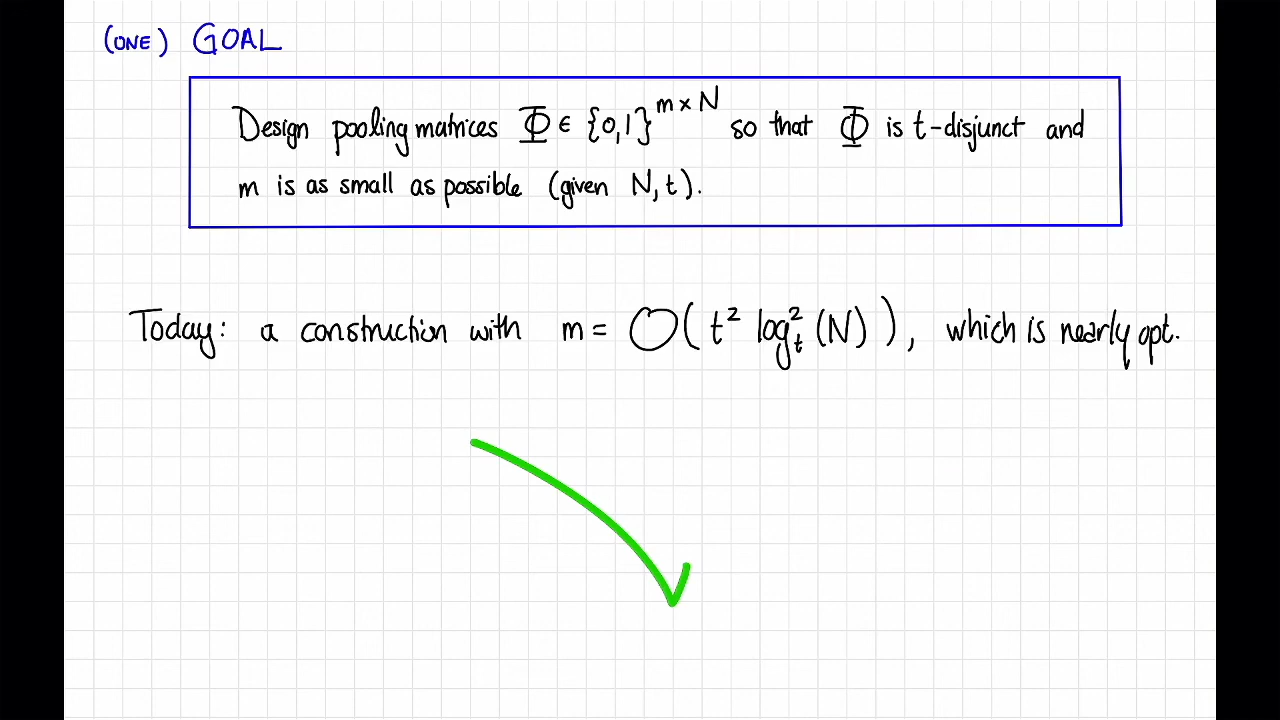 (ONE) GOAL
Design pooling matrices Φ ∈ {0,1}^{m×N} so that Φ is t-disjunct and
m is as small as possible (given N, t).
Today: a construction with m = O( t² log_t²(N) ), which is nearly opt.